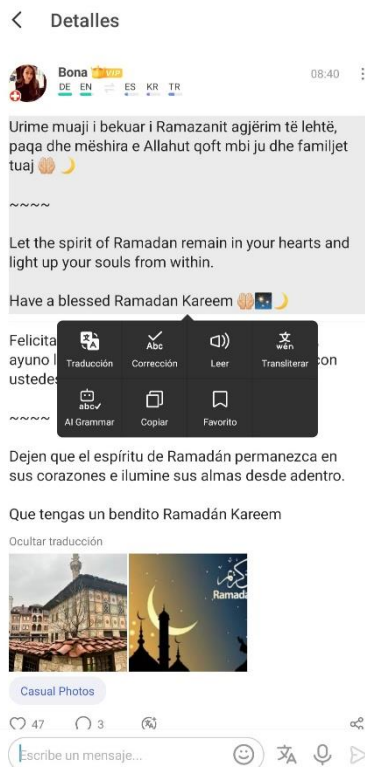 Detalles
Bona VIP
08:40
DE EN ES KR TR
Urime muaji i bekuar i Ramazanit agjërim të lehtë,
paqa dhe mëshira e Allahut qoft mbi ju dhe familjet
tuaj
~~~~
Let the spirit of Ramadan remain in your hearts and
light up your souls from within.
Have a blessed Ramadan Kareem
Felicita
ayuno l
con
ustedes
Traducción Corrección Leer Transliterar
AI Grammar Copiar Favorito
~~~~
Dejen que el espíritu de Ramadán permanezca en
sus corazones e ilumine sus almas desde adentro.
Que tengas un bendito Ramadán Kareem
Ocultar traducción
Casual Photos
47 3
Escribe un mensaje...